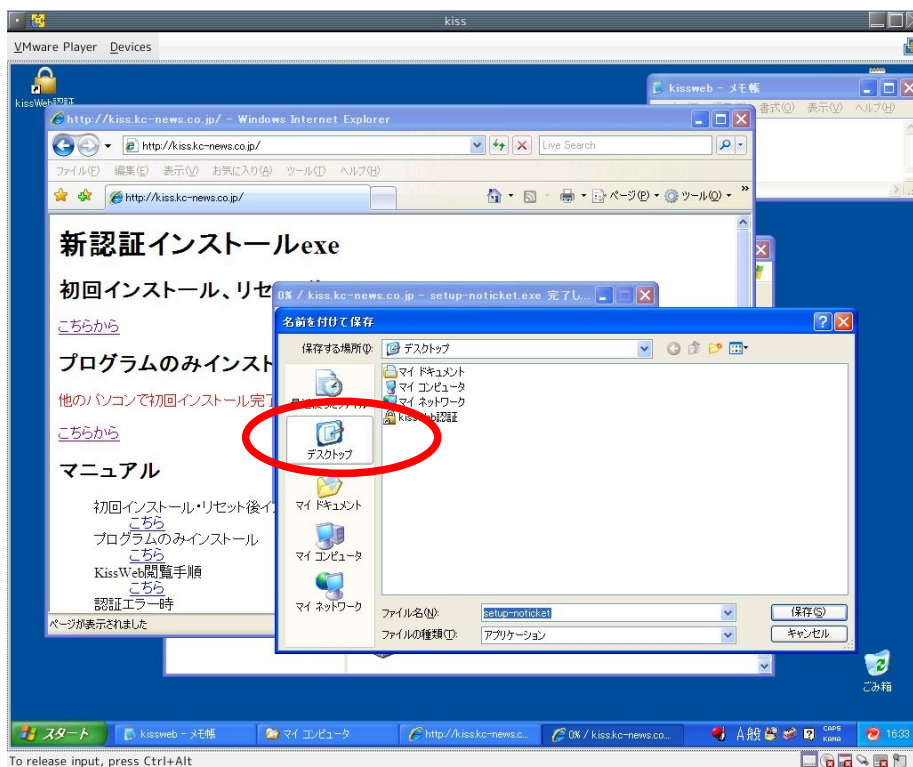 kiss
VMware Player Devices
kissweb - メモ帳
書式(O) 表示(V) ヘルプ(H)
http://kiss.kc-news.co.jp/ - Windows Internet Explorer
http://kiss.kc-news.co.jp/
Live Search
ファイル(F) 編集(E) 表示(V) お気に入り(A) ツール(T) ヘルプ(H)
http://kiss.kc-news.co.jp/
ページ(P) ツール(O)
新認証インストールexe
初回インストール、リセ
こちらから
プログラムのみインスト
他のパソコンで初回インストール完了
こちらから
マニュアル
初回インストール・リセット後イ
こちら
プログラムのみインストール
こちら
KissWeb閲覧手順
こちら
認証エラー時
ページが表示されました
0% / kiss.kc-news.co.jp - setup-noticket.exe 完了し...
名前を付けて保存
保存する場所(I):
デスクトップ
マイ ドキュメント
マイ コンピュータ
マイ ネットワーク
kissWeb認証
デスクトップ
マイ ドキュメント
マイ コンピュータ
マイ ネットワーク
ファイル名(N):
setup-noticket
保存(S)
ファイルの種類(T):
アプリケーション
キャンセル
ごみ箱
スタート
kissweb - メモ帳
マイ コンピュータ
http://kiss.kc-news.c...
0% / kiss.kc-news.co...
A般
CAPS
KANA
16:33
To release input, press Ctrl+Alt